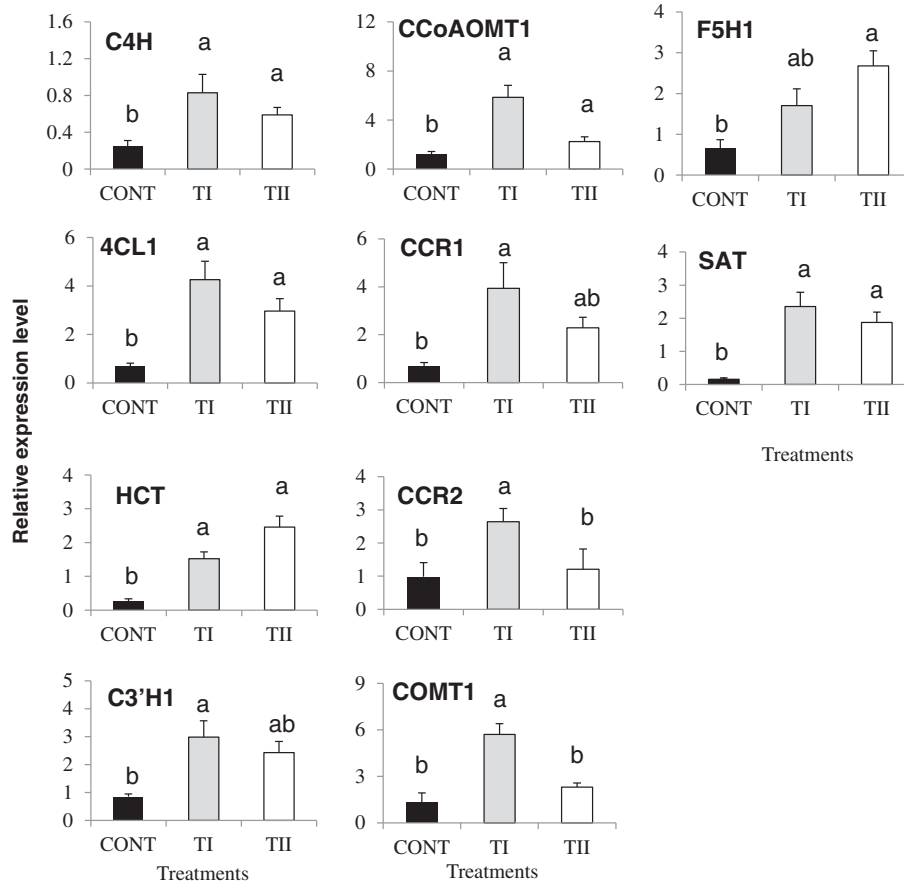 Relative expression level
C4H
1.6
1.2
0.8
0.4
0
b
a
a
CONT TI TII
CCoAOMT1
12
8
4
0
b
a
a
CONT TI TII
F5H1
4
3
2
1
0
b
ab
a
CONT TI TII
4CL1
6
4
2
0
b
a
a
CONT TI TII
CCR1
6
4
2
0
b
a
ab
CONT TI TII
SAT
4
3
2
1
0
b
a
a
CONT TI TII
Treatments
HCT
4
3
2
1
0
b
a
a
CONT TI TII
CCR2
4
3
2
1
0
b
a
b
CONT TI TII
C3'H1
5
4
3
2
1
0
b
a
ab
CONT TI TII
Treatments
COMT1
9
6
3
0
b
a
b
CONT TI TII
Treatments